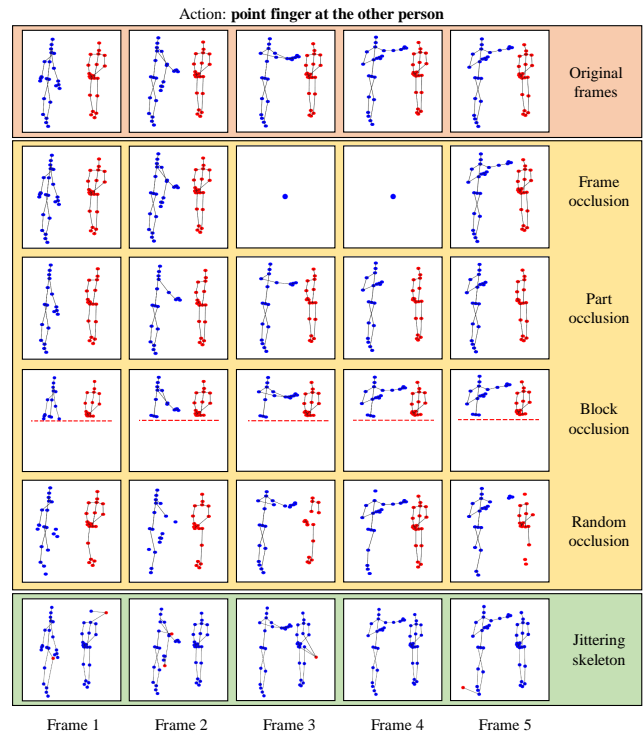 Action: point finger at the other person
Original
frames
Frame
occlusion
Part
occlusion
Block
occlusion
Random
occlusion
Jittering
skeleton
Frame 1 Frame 2 Frame 3 Frame 4 Frame 5